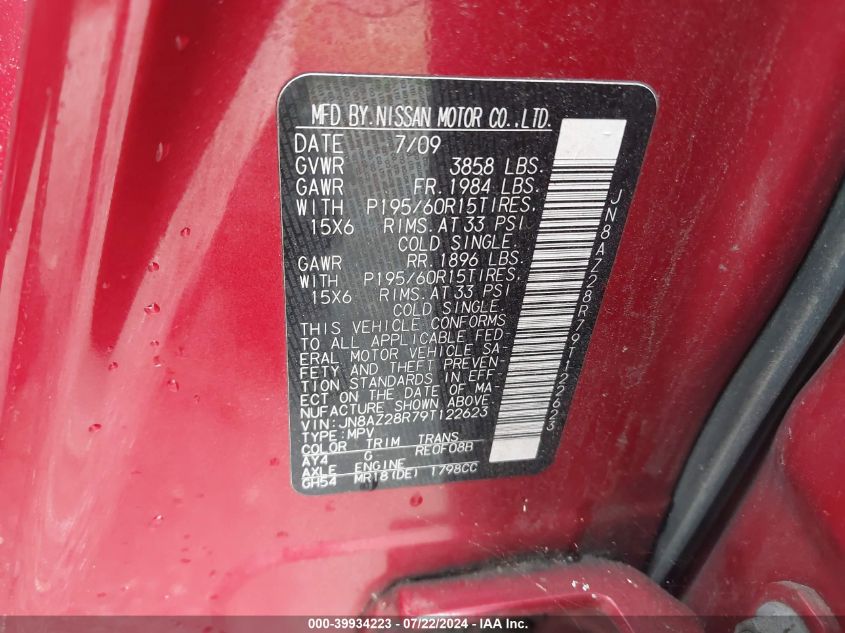 MFD BY.NISSAN MOTOR CO.,LTD.
DATE 7/09
GVWR 3858 LBS.
GAWR FR.1984 LBS.
WITH P195/60R15TIRES,
15X6 RIMS.AT 33 PSI
COLD SINGLE.
GAWR RR.1896 LBS.
WITH P195/60R15TIRES,
15X6 RIMS.AT 33 PSI
COLD SINGLE.
THIS VEHICLE CONFORMS
TO ALL APPLICABLE FED-
ERAL MOTOR VEHICLE SA-
FETY AND THEFT PREVEN-
TION STANDARDS IN EFF-
ECT ON THE DATE OF MA-
NUFACTURE SHOWN ABOVE
VIN:JN8AZ28R79T122623
TYPE:MPV
COLOR TRIM TRANS
AY4 G RE0F08B
AXLE ENGINE
GH54 MR18(DE) 1798CC
JN8AZ28R79T122623
000-39934223 - 07/22/2024 - IAAI.COM